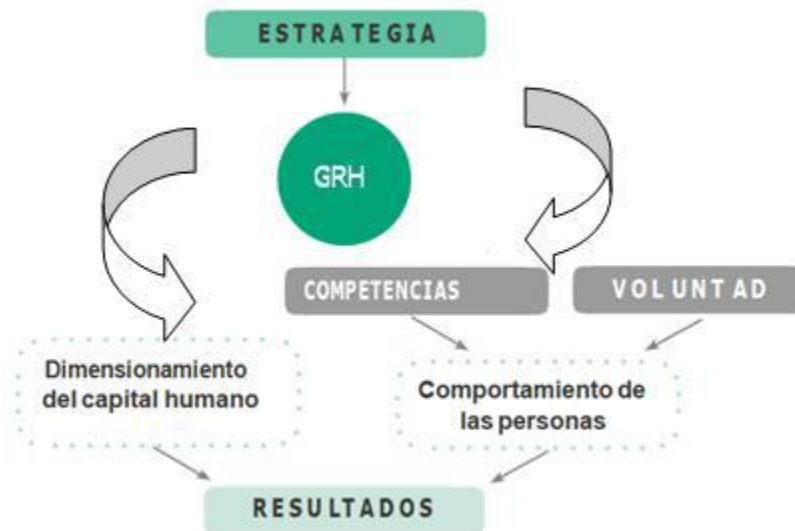 ESTRATEGIA
GRH
COMPETENCIAS
VOLUNTAD
Dimensionamiento
del capital humano
Comportamiento de
las personas
RESULTADOS